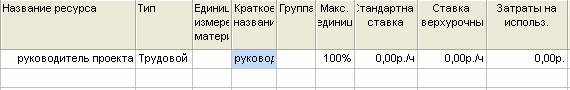 Название ресурса Тип Единиц измере матери Краткое названи Группа Макс. единиц Стандартна ставка Ставка верхурочны Затраты на использ.
руководитель проекта Трудовой руковод 100% 0,00р./ч 0,00р./ч 0,00р.